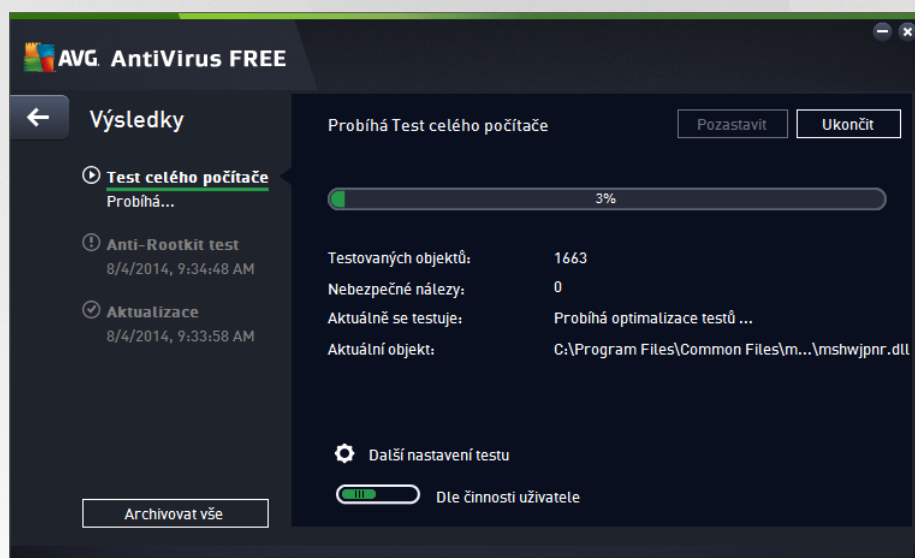 AVG AntiVirus FREE
Výsledky
Test celého počítače
Probíhá...
Anti-Rootkit test
8/4/2014, 9:34:48 AM
Aktualizace
8/4/2014, 9:33:58 AM
Archivovat vše
Probíhá Test celého počítače
Pozastavit
Ukončit
3%
Testovaných objektů: 1663
Nebezpečné nálezy: 0
Aktuálně se testuje: Probíhá optimalizace testů ...
Aktuální objekt: C:\Program Files\Common Files\m...\mshwjpnr.dll
Další nastavení testu
Dle činnosti uživatele